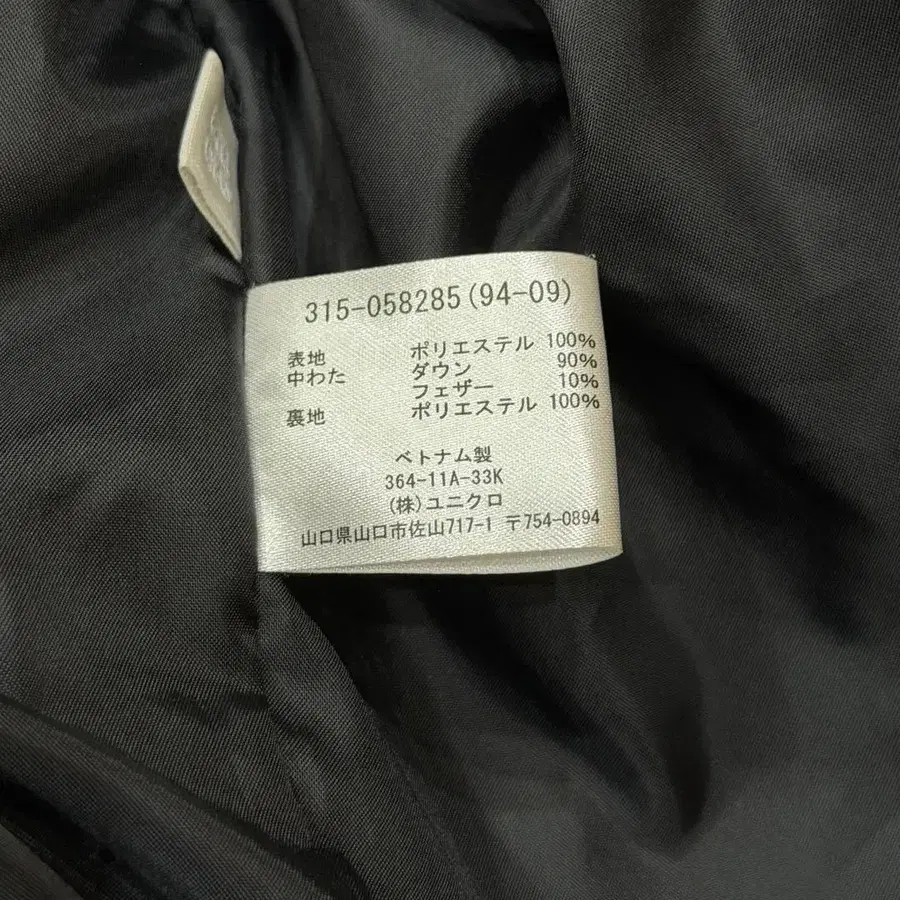 315-058285(94-09)
表地 ポリエステル 100%
中わた ダウン 90%
フェザー 10%
裏地 ポリエステル 100%
ベトナム製
364-11A-33K
(株)ユニクロ
山口県山口市佐山717-1 〒754-0894